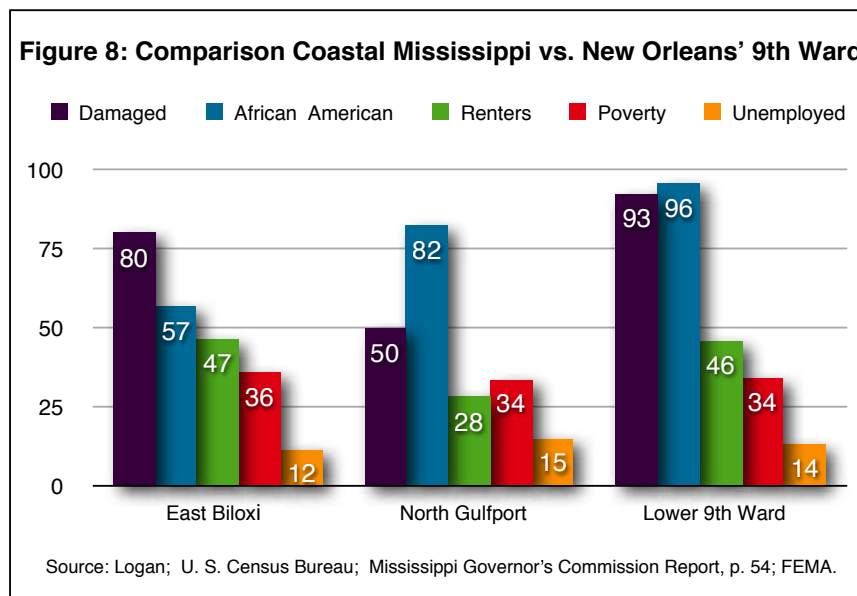 Figure 8: Comparison Coastal Mississippi vs. New Orleans' 9th Ward
Damaged African American Renters Poverty Unemployed
100
75
50
25
0
80 57 47 36 12
50 82 28 34 15
93 96 46 34 14
East Biloxi North Gulfport Lower 9th Ward
Source: Logan; U. S. Census Bureau; Mississippi Governor's Commission Report, p. 54; FEMA.